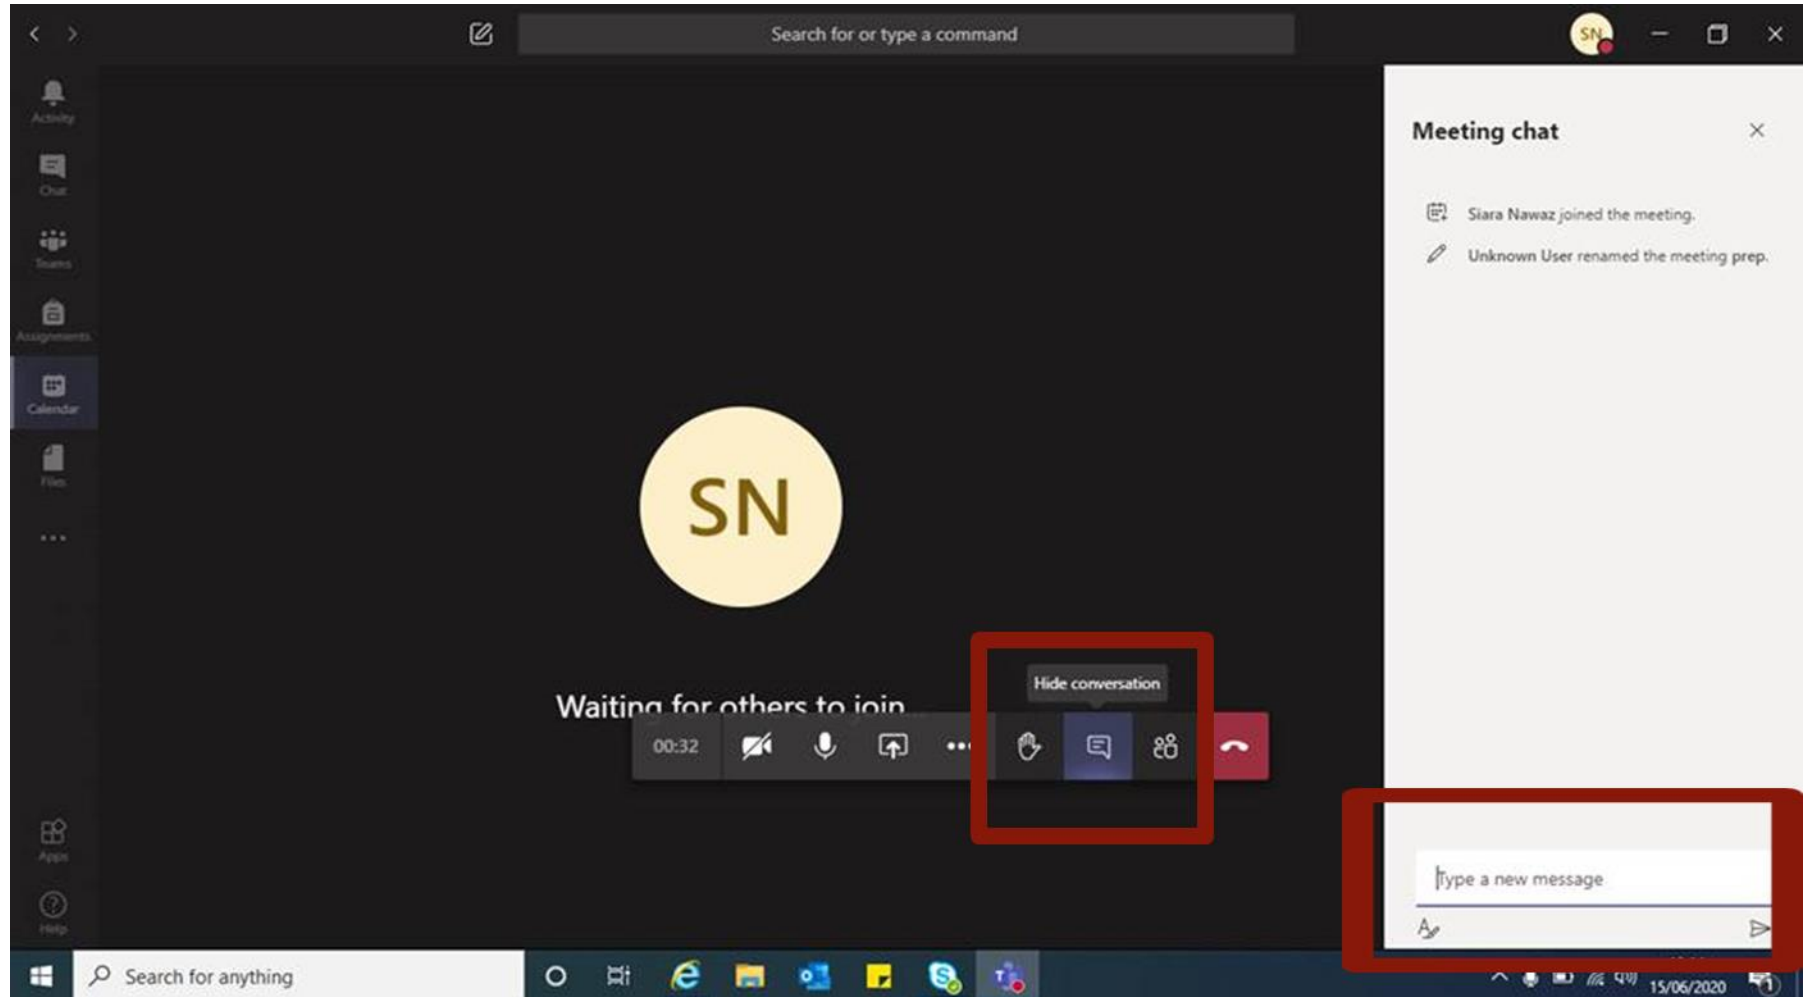 Search for or type a command
SN
Activity
Chat
Teams
Assignments
Calendar
Files
Apps
Help
SN
Waiting for others to join...
Hide conversation
00:32
Meeting chat
Siara Nawaz joined the meeting.
Unknown User renamed the meeting prep.
Type a new message
Search for anything
15/06/2020
1